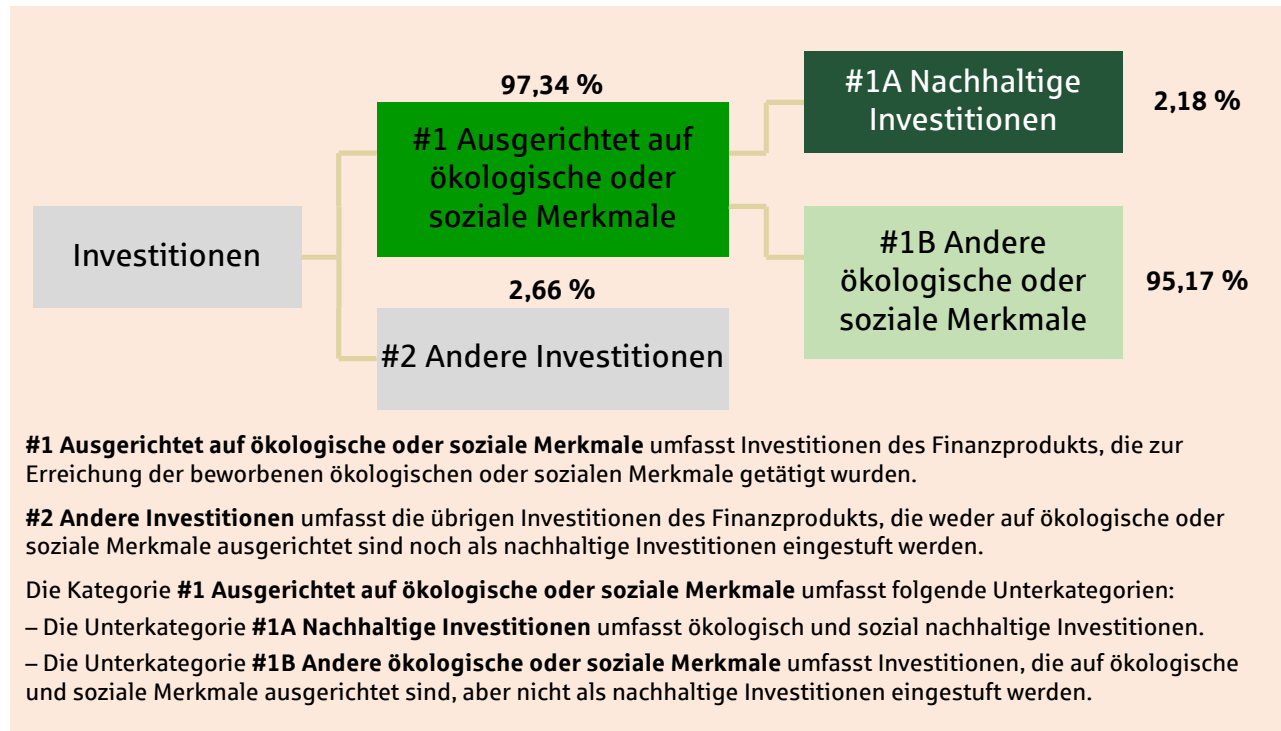 97,34 %
#1 Ausgerichtet auf
ökologische oder
soziale Merkmale
#1A Nachhaltige
Investitionen
2,18 %
Investitionen
#1B Andere
ökologische oder
soziale Merkmale
95,17 %
2,66 %
#2 Andere Investitionen
#1 Ausgerichtet auf ökologische oder soziale Merkmale umfasst Investitionen des Finanzprodukts, die zur
Erreichung der beworbenen ökologischen oder sozialen Merkmale getätigt wurden.
#2 Andere Investitionen umfasst die übrigen Investitionen des Finanzprodukts, die weder auf ökologische oder
soziale Merkmale ausgerichtet sind noch als nachhaltige Investitionen eingestuft werden.
Die Kategorie #1 Ausgerichtet auf ökologische oder soziale Merkmale umfasst folgende Unterkategorien:
– Die Unterkategorie #1A Nachhaltige Investitionen umfasst ökologisch und sozial nachhaltige Investitionen.
– Die Unterkategorie #1B Andere ökologische oder soziale Merkmale umfasst Investitionen, die auf ökologische
und soziale Merkmale ausgerichtet sind, aber nicht als nachhaltige Investitionen eingestuft werden.